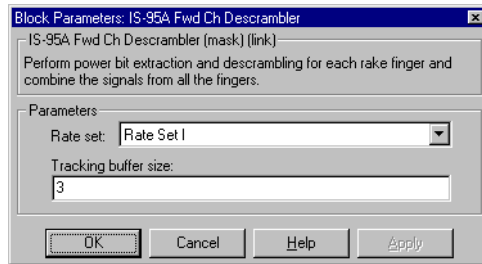 Block Parameters: IS-95A Fwd Ch Descrambler
IS-95A Fwd Ch Descrambler (mask) (link)
Perform power bit extraction and descrambling for each rake finger and
combine the signals from all the fingers.
Parameters
Rate set: Rate Set I
Tracking buffer size:
3
OK Cancel Help Apply